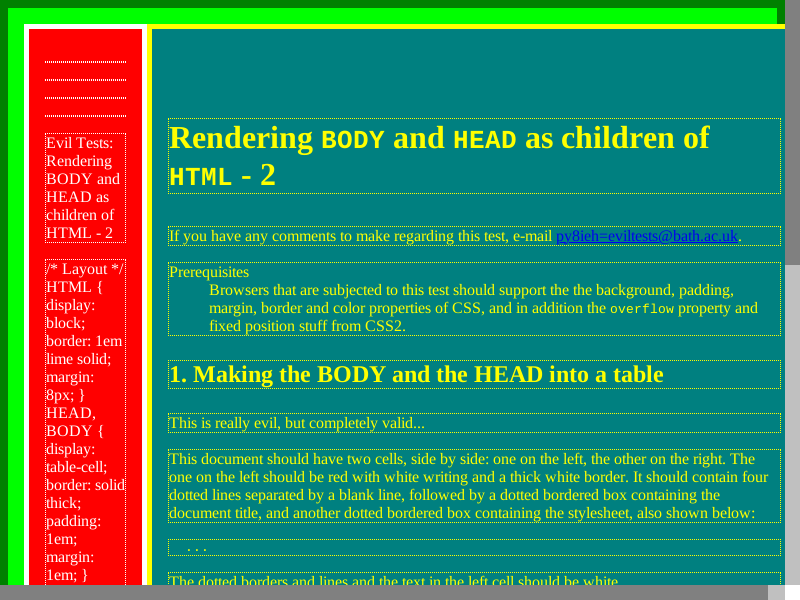 Evil Tests:
Rendering
BODY and
HEAD as
children of
HTML - 2
/* Layout */
HTML {
display:
block;
border: 1em
lime solid;
margin:
8px; }
HEAD,
BODY {
display:
table-cell;
border: solid
thick;
padding:
1em;
margin:
1em; }
Rendering BODY and HEAD as children of
HTML - 2
If you have any comments to make regarding this test, e-mail py8ieh=eviltests@bath.ac.uk.
Prerequisites
Browsers that are subjected to this test should support the the background, padding,
margin, border and color properties of CSS, and in addition the overflow property and
fixed position stuff from CSS2.
1. Making the BODY and the HEAD into a table
This is really evil, but completely valid...
This document should have two cells, side by side: one on the left, the other on the right. The
one on the left should be red with white writing and a thick white border. It should contain four
dotted lines separated by a blank line, followed by a dotted bordered box containing the
document title, and another dotted bordered box containing the stylesheet, also shown below:
. . .
The dotted borders and lines and the text in the left cell should be white.